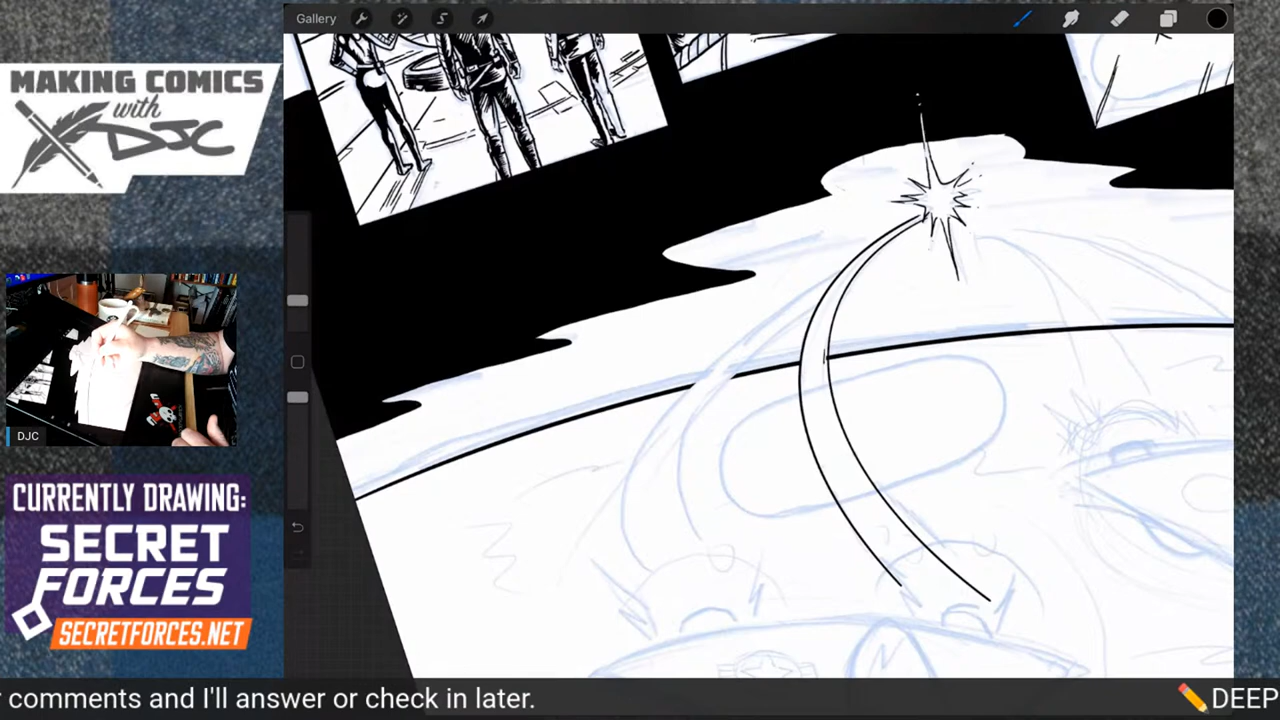 Gallery
MAKING COMICS
with
DJC
DJC
CURRENTLY DRAWING:
SECRET
FORCES
SECRETFORCES.NET
comments and I'll answer or check in later.
✏️DEEP